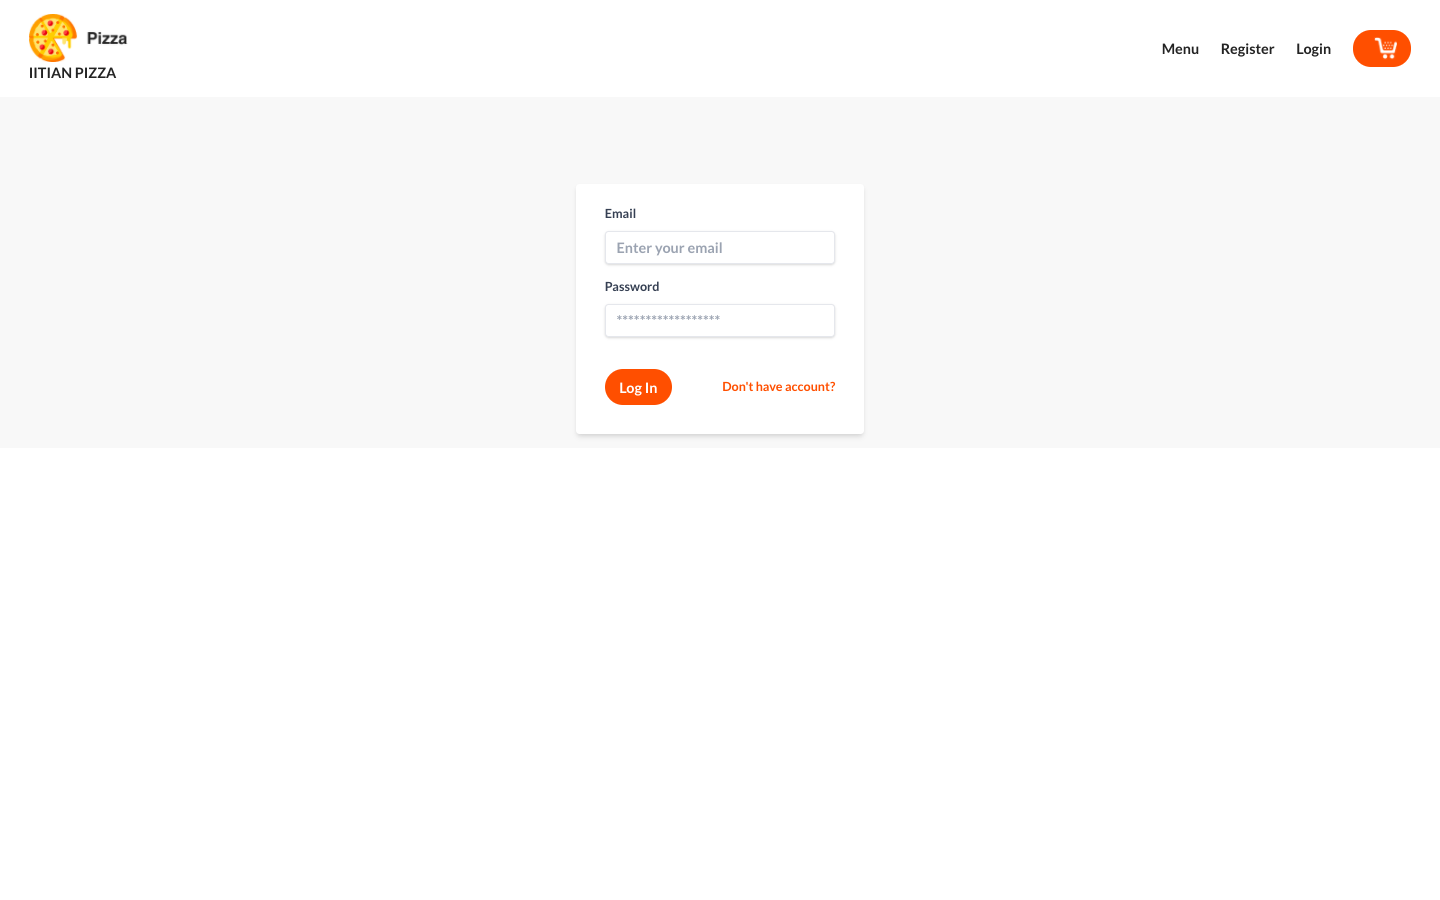 Pizza
IITIAN PIZZA
Menu
Register
Login
Email
Enter your email
Password
******************
Log In
Don't have account?